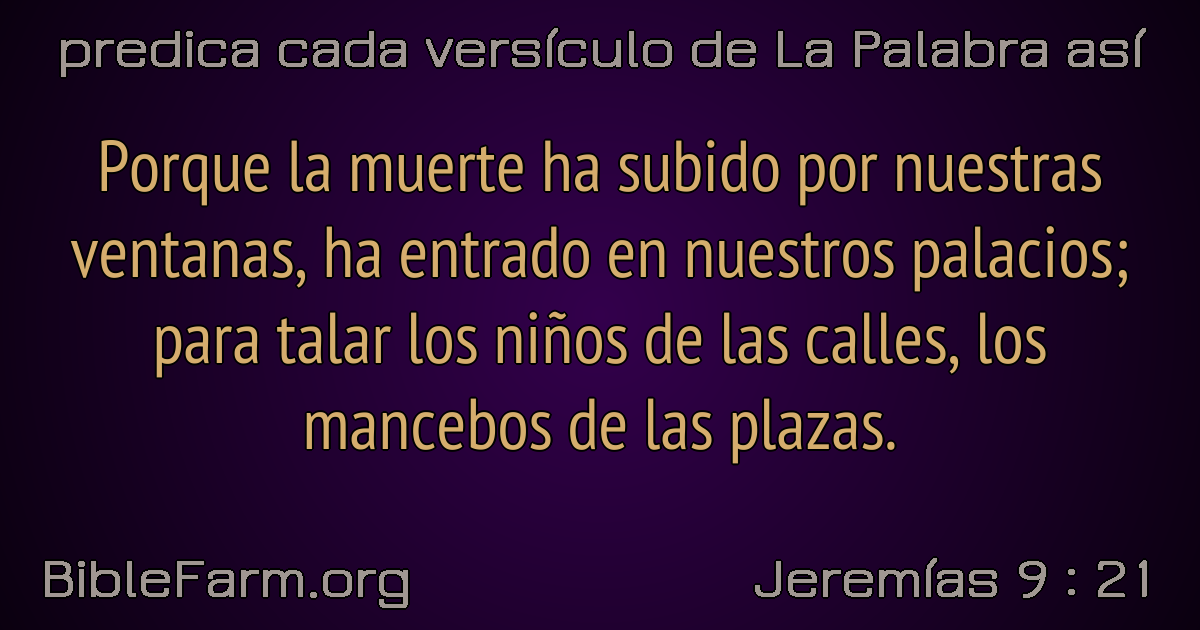 predica cada versículo de La Palabra así
Porque la muerte ha subido por nuestras
ventanas, ha entrado en nuestros palacios;
para talar los niños de las calles, los
mancebos de las plazas.
BibleFarm.org
Jeremías 9 : 21